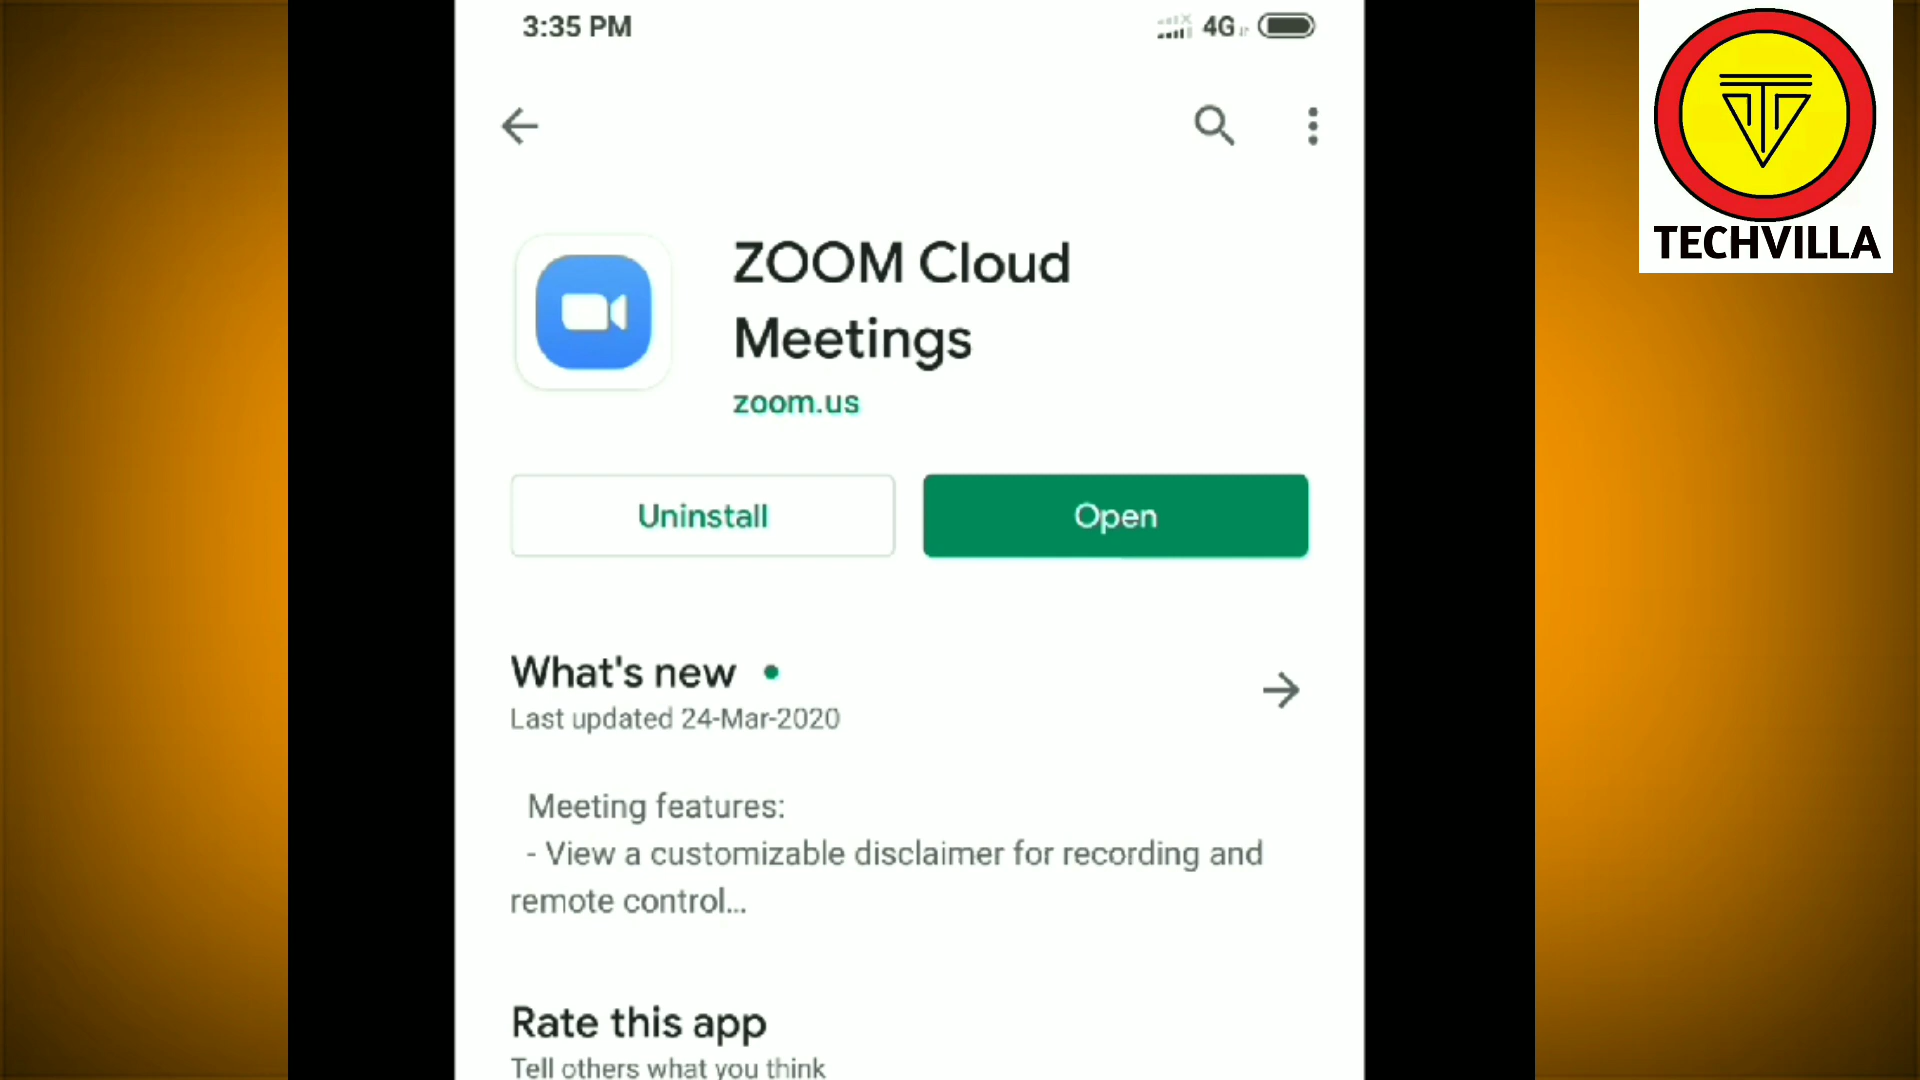 3:35 PM
4G
TECHVILLA
ZOOM Cloud
Meetings
zoom.us
Uninstall
Open
What's new
Last updated 24-Mar-2020
Meeting features:
- View a customizable disclaimer for recording and
remote control...
Rate this app
Tell others what you think